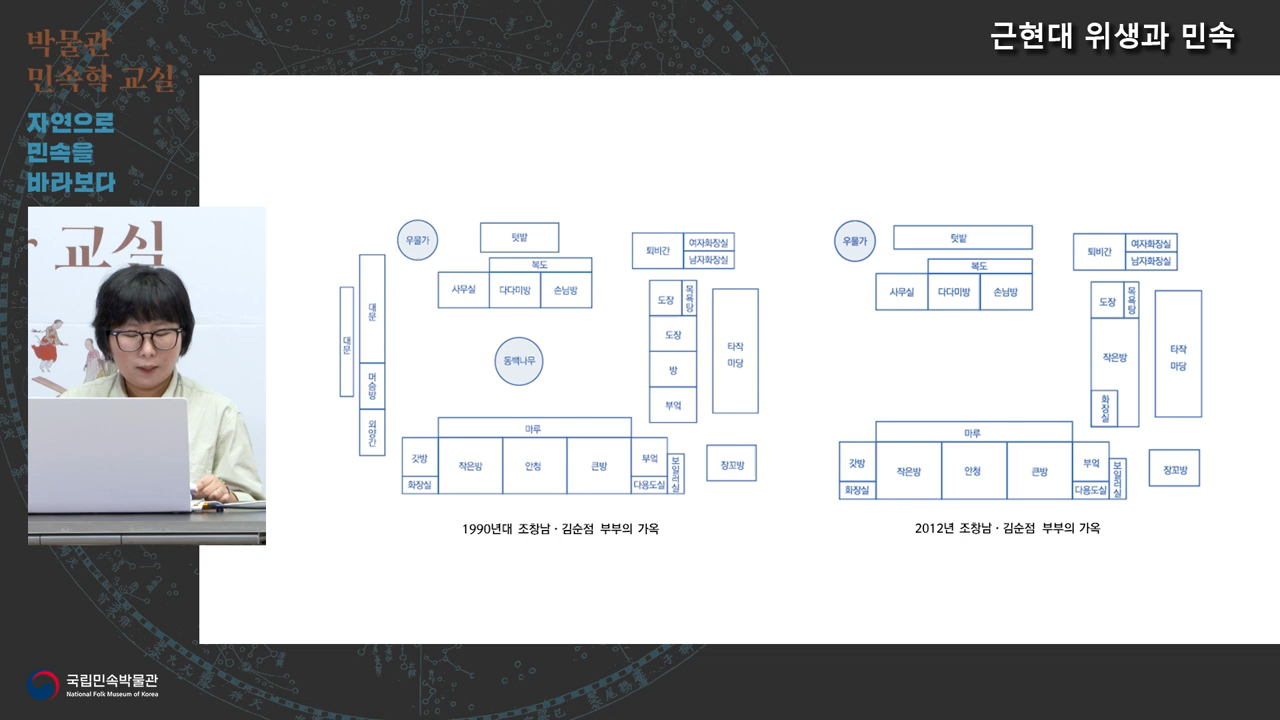 근현대 위생과 민속
박물관
민속학 교실
자연으로
민속을
바라보다
교실
우물가
텃밭
복도
사무실
다다미방
손님방
퇴비간
여자화장실
남자화장실
대문
대문
머슴방
외양간
동백나무
도장
목욕탕
도장
방
부엌
타작
마당
마루
갓방
화장실
작은방
안청
큰방
부엌
다용도실
보일러실
장꼬방
1990년대 조창남·김순점 부부의 가옥
우물가
텃밭
복도
사무실
다다미방
손님방
퇴비간
여자화장실
남자화장실
도장
목욕탕
작은방
화장실
타작
마당
마루
갓방
화장실
작은방
안청
큰방
부엌
다용도실
보일러실
장꼬방
2012년 조창남·김순점 부부의 가옥
국립민속박물관
National Folk Museum of Korea